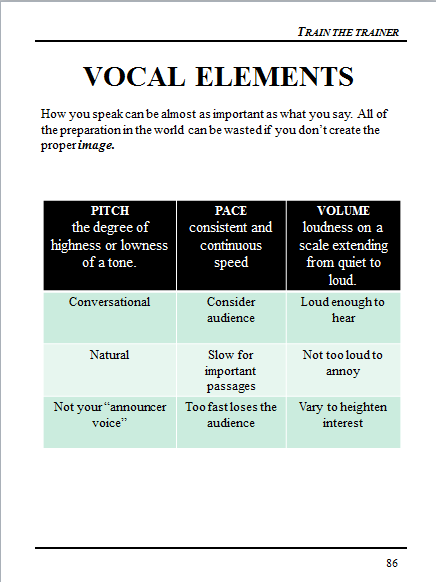 TRAIN THE TRAINER
VOCAL ELEMENTS
How you speak can be almost as important as what you say. All of
the preparation in the world can be wasted if you don't create the
proper image.
PITCH
the degree of
highness or lowness
of a tone.
PACE
consistent and
continuous
speed
VOLUME
loudness on a
scale extending
from quiet to
loud.
Conversational
Consider
audience
Loud enough to
hear
Natural
Slow for
important
passages
Not too loud to
annoy
Not your "announcer
voice"
Too fast loses the
audience
Vary to heighten
interest
86